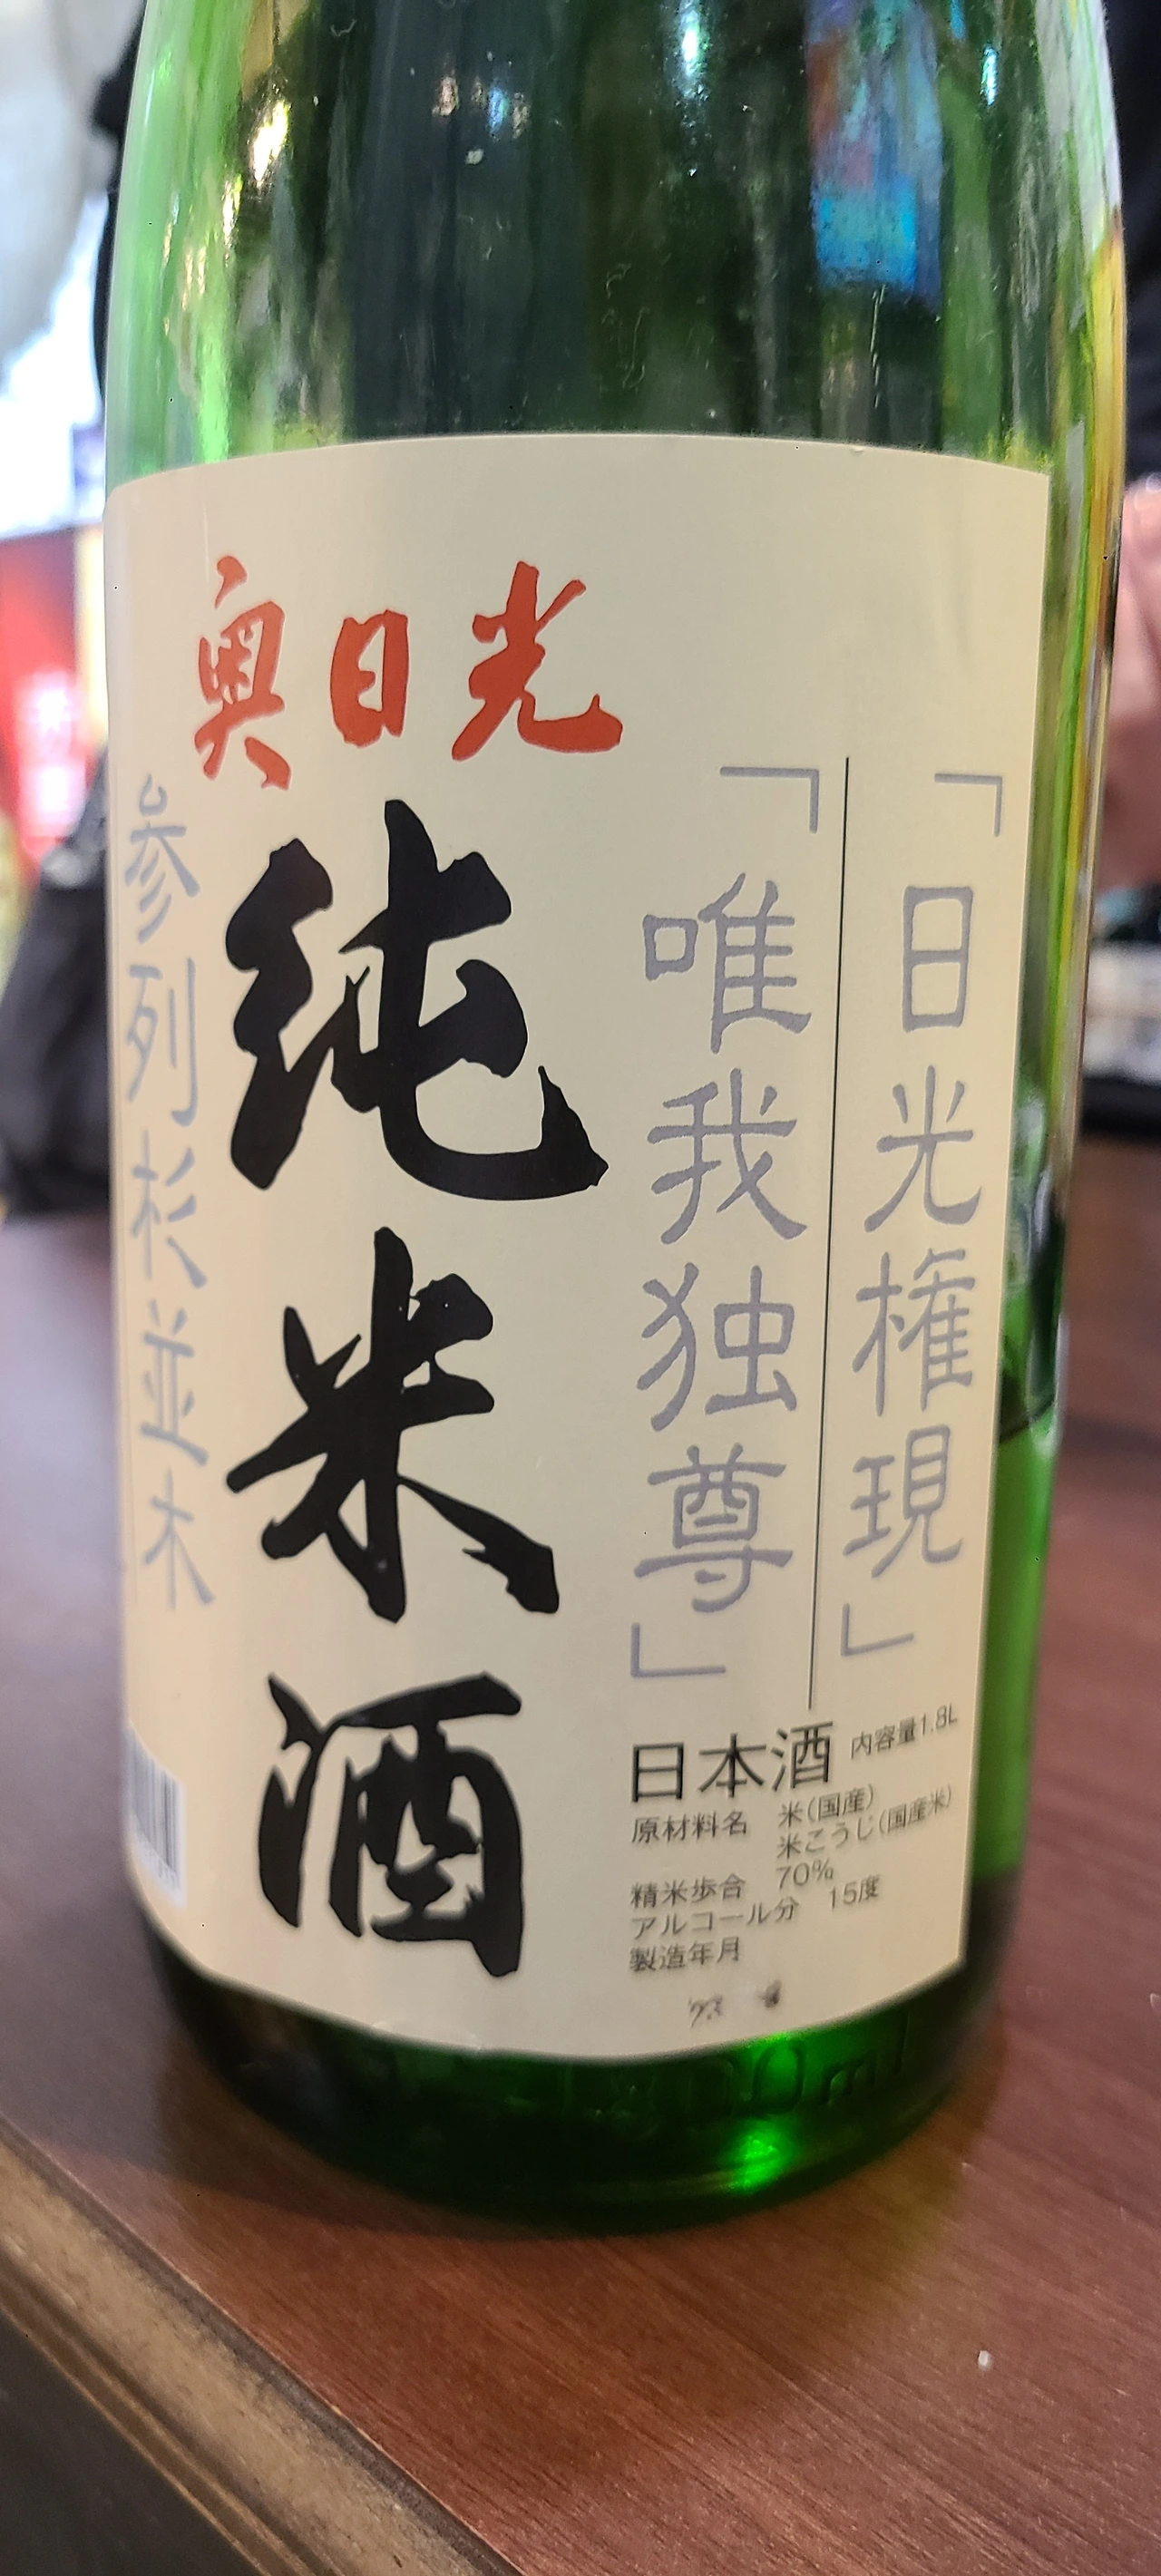 奥日光
「日光権現」
「唯我独尊」
純米酒
参列杉並木
日本酒 内容量1.8L
原材料名 米(国産)
米こうじ(国産米)
精米歩合 70%
アルコール分 15度
製造年月